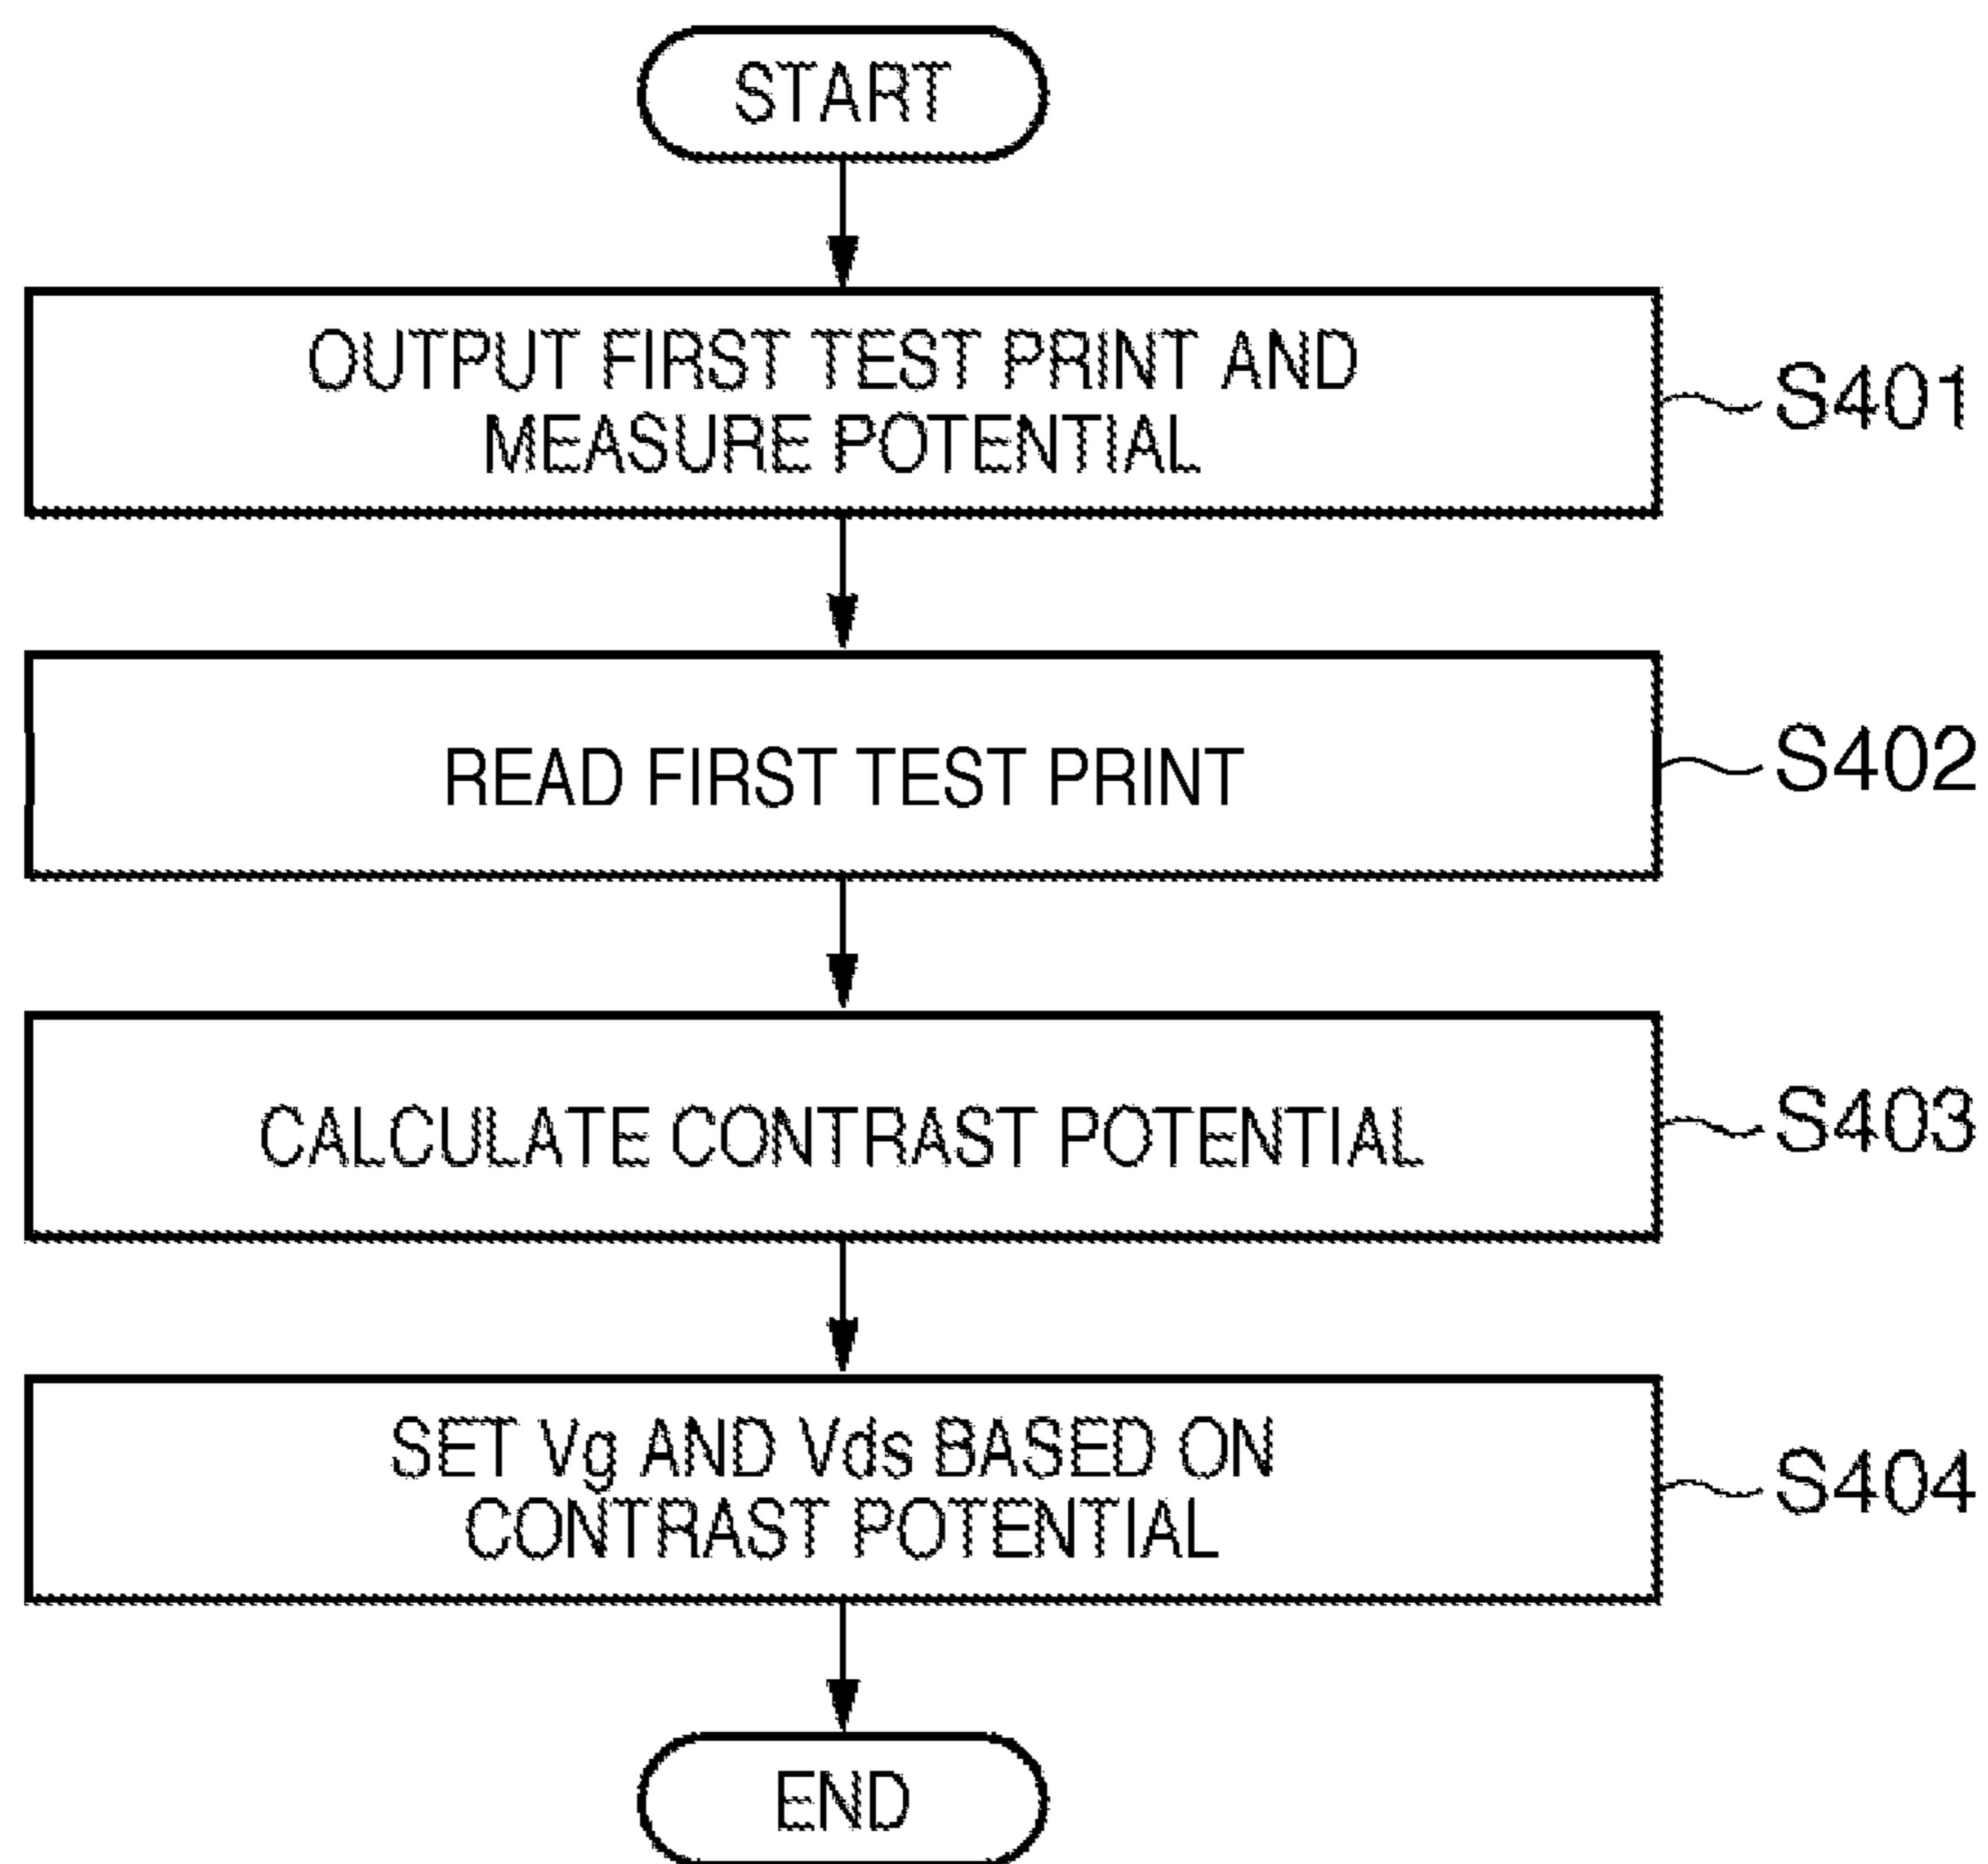 START
OUTPUT FIRST TEST PRINT AND
MEASURE POTENTIAL
S401
READ FIRST TEST PRINT
S402
CALCULATE CONTRAST POTENTIAL
S403
SET Vg AND Vds BASED ON
CONTRAST POTENTIAL
S404
END